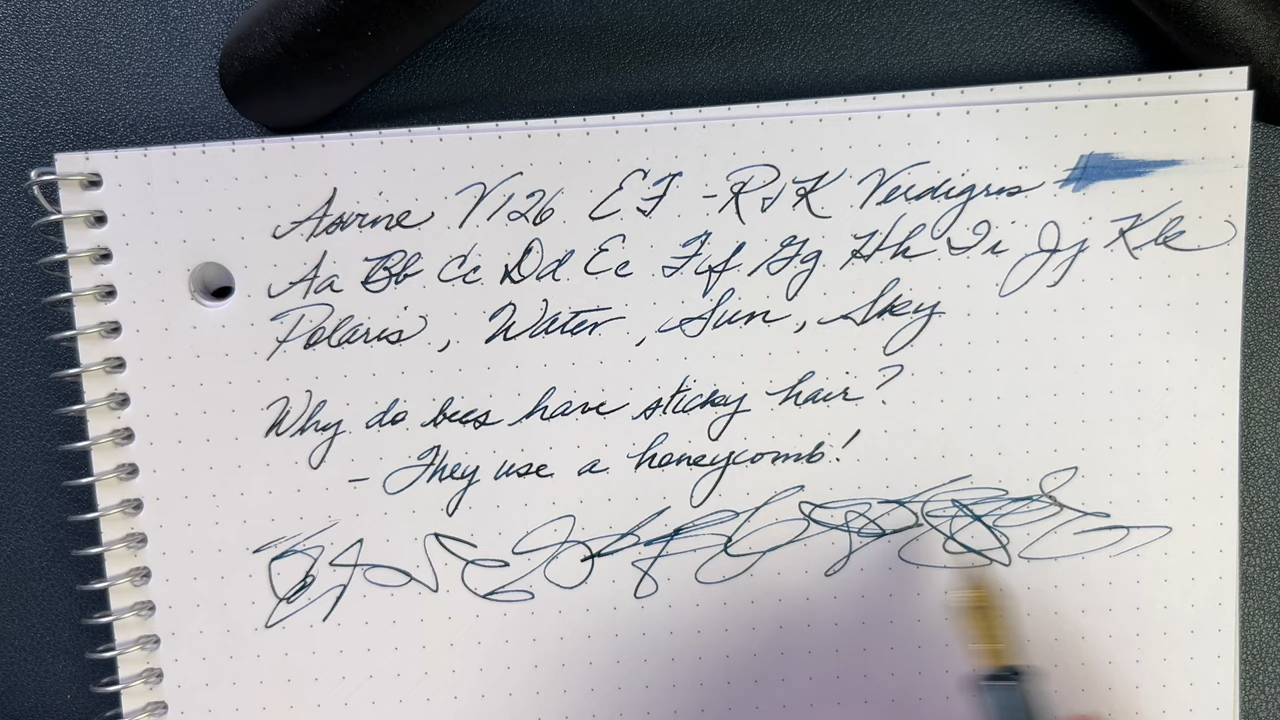 Asvine V126 EF - R&K Verdigris
Aa Bb Cc Dd Ee Ff Gg Hh Ii Jj Kk
Polaris, Water, Sun, Sky
Why do bees have sticky hair?
- They use a honeycomb!